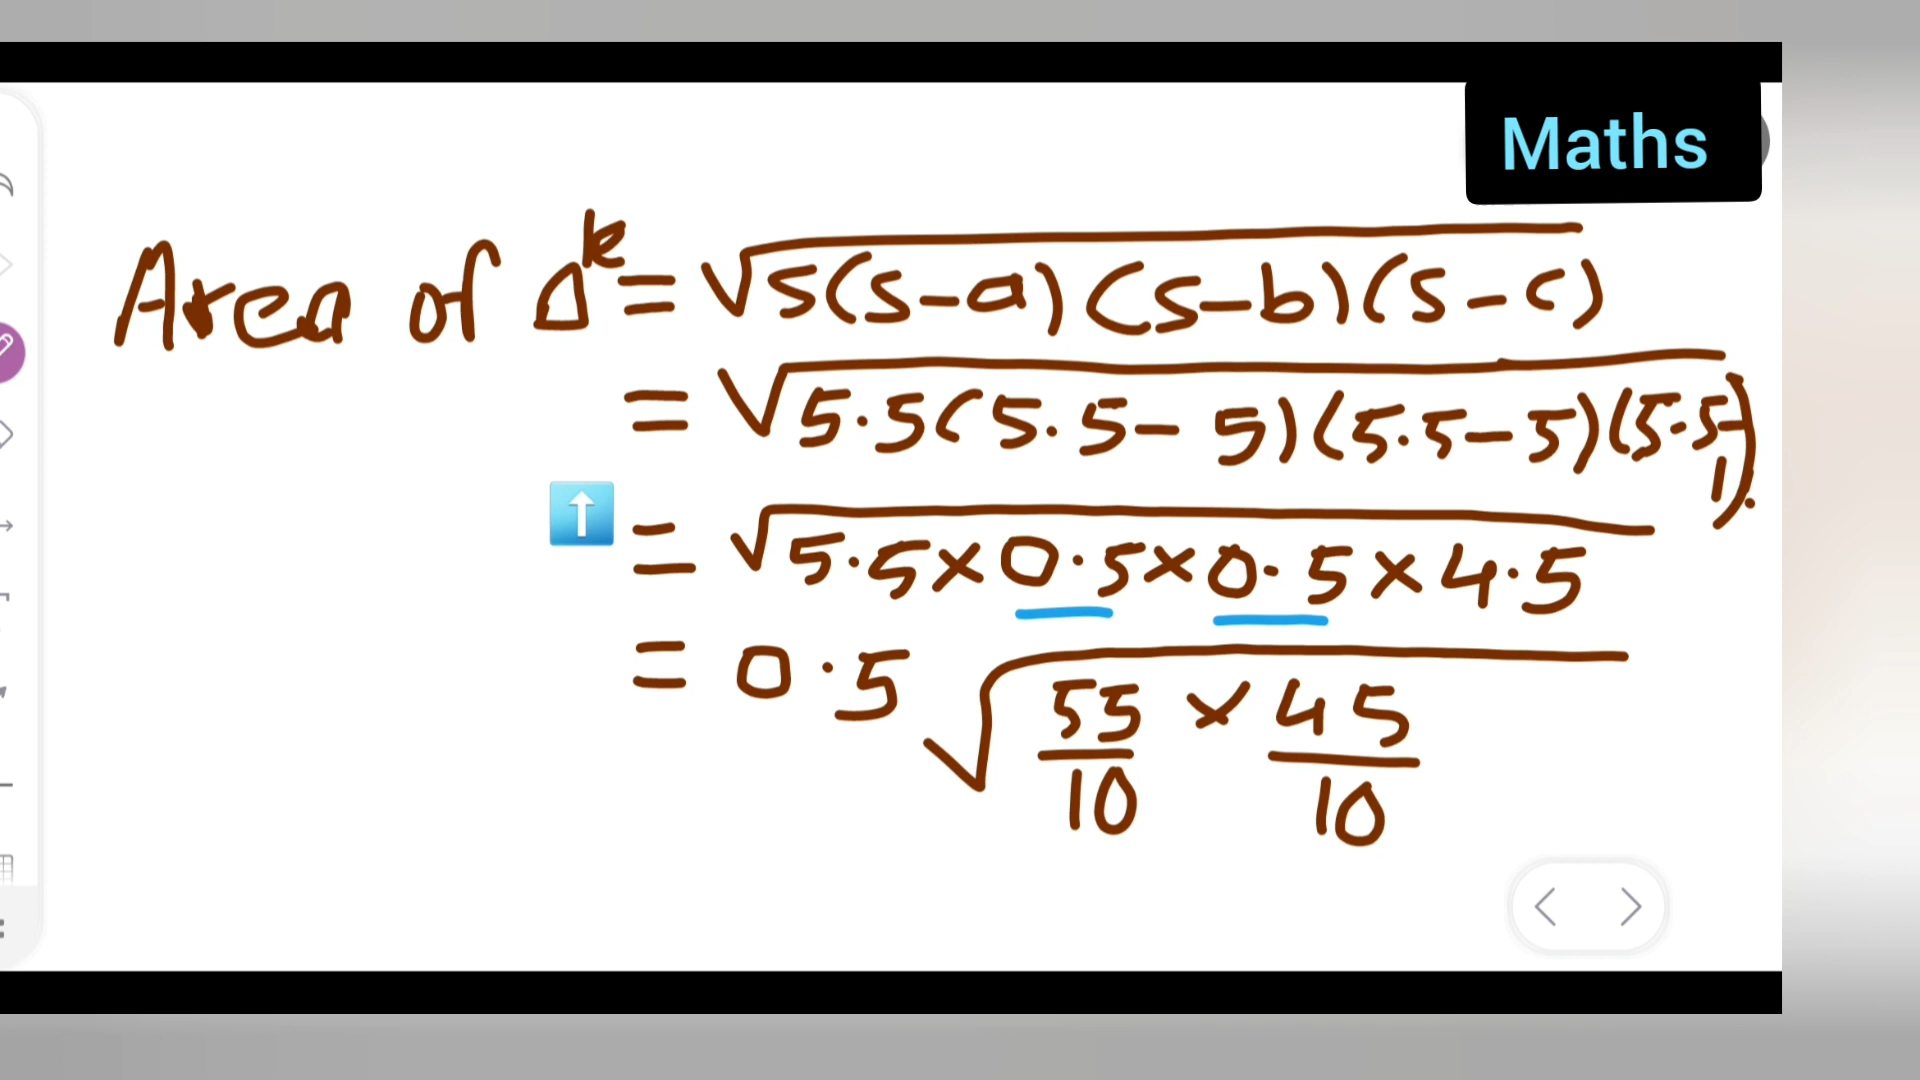 Maths
Area of Δle = √s(s-a)(s-b)(s-c)
= √5.5(5.5-5)(5.5-5)(5.5-1).
= √5.5×0.5×0.5×4.5
= 0.5√55/10 × 45/10